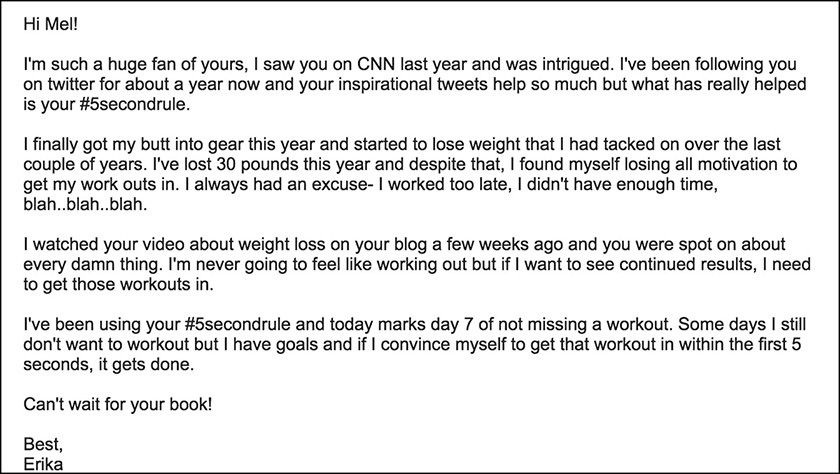 Hi Mel!
I'm such a huge fan of yours, I saw you on CNN last year and was intrigued. I've been following you
on twitter for about a year now and your inspirational tweets help so much but what has really helped
is your #5secondrule.
I finally got my butt into gear this year and started to lose weight that I had tacked on over the last
couple of years. I've lost 30 pounds this year and despite that, I found myself losing all motivation to
get my work outs in. I always had an excuse- I worked too late, I didn't have enough time,
blah..blah..blah.
I watched your video about weight loss on your blog a few weeks ago and you were spot on about
every damn thing. I'm never going to feel like working out but if I want to see continued results, I need
to get those workouts in.
I've been using your #5secondrule and today marks day 7 of not missing a workout. Some days I still
don't want to workout but I have goals and if I convince myself to get that workout in within the first 5
seconds, it gets done.
Can't wait for your book!
Best,
Erika